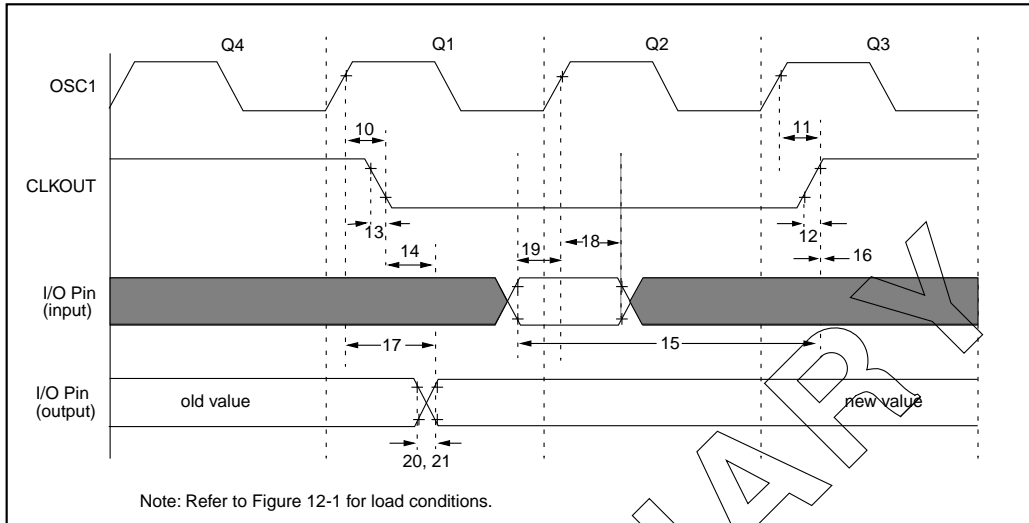 Q4 Q1 Q2 Q3
OSC1
10 11
CLKOUT
13 12
14 19 18 16
I/O Pin
(input)
17 15
I/O Pin
(output)
old value new value
20, 21
Note: Refer to Figure 12-1 for load conditions.
ARY